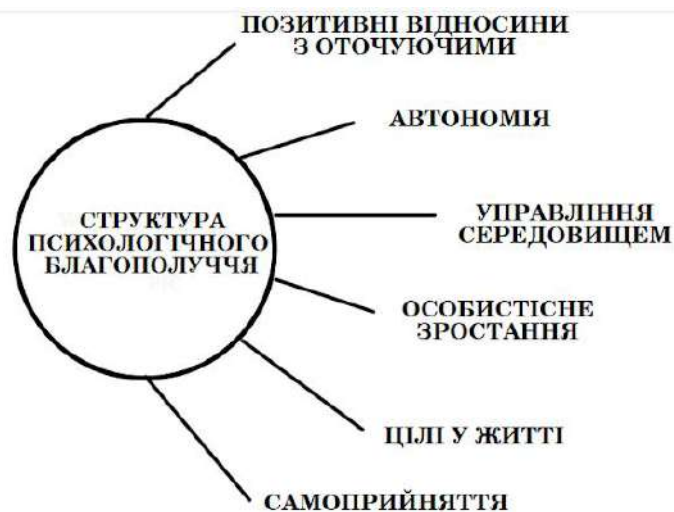 ПОЗИТИВНІ ВІДНОСИНИ
З ОТОЧУЮЧИМИ
АВТОНОМІЯ
СТРУКТУРА
ПСИХОЛОГІЧНОГО
БЛАГОПОЛУЧЧЯ
УПРАВЛІННЯ
СЕРЕДОВИЩЕМ
ОСОБИСТІСНЕ
ЗРОСТАННЯ
ЦІЛІ У ЖИТТІ
САМОПРИЙНЯТТЯ